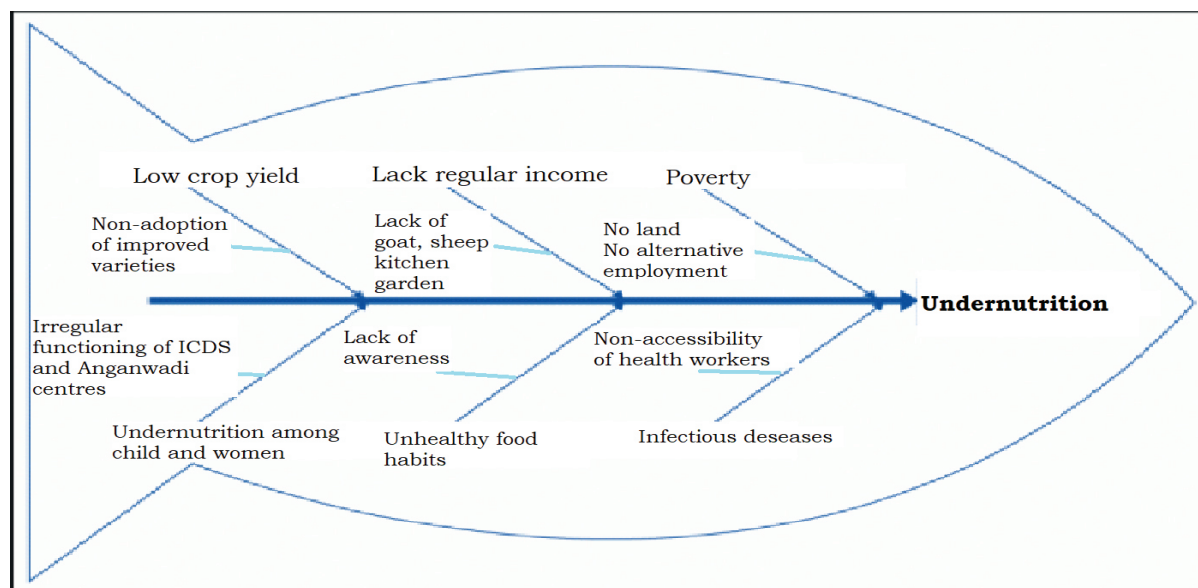 Low crop yield
Lack regular income
Poverty
Non-adoption
of improved
varieties
Lack of
goat, sheep
kitchen
garden
No land
No alternative
employment
Undernutrition
Irregular
functioning of ICDS
and Anganwadi
centres
Lack of
awareness
Non-accessibility
of health workers
Undernutrition among
child and women
Unhealthy food
habits
Infectious deseases